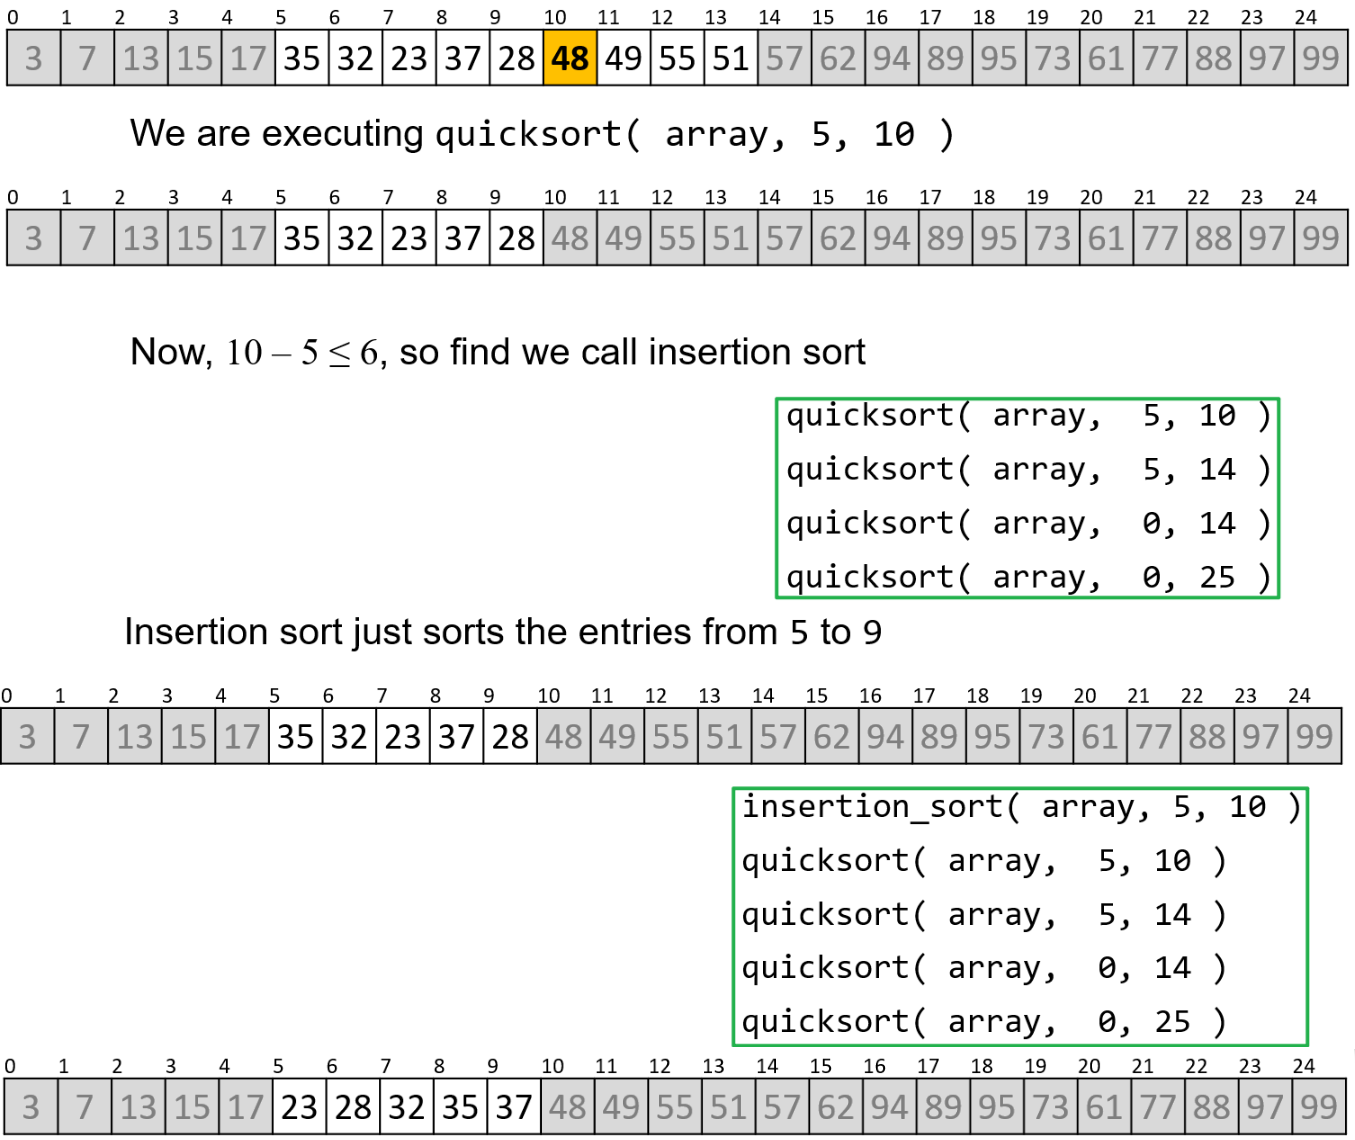 0 1 2 3 4 5 6 7 8 9 10 11 12 13 14 15 16 17 18 19 20 21 22 23 24
3 7 13 15 17 35 32 23 37 28 48 49 55 51 57 62 94 89 95 73 61 77 88 97 99
We are executing quicksort( array, 5, 10 )
0 1 2 3 4 5 6 7 8 9 10 11 12 13 14 15 16 17 18 19 20 21 22 23 24
3 7 13 15 17 35 32 23 37 28 48 49 55 51 57 62 94 89 95 73 61 77 88 97 99
Now, 10 – 5 ≤ 6, so find we call insertion sort
quicksort( array, 5, 10 )
quicksort( array, 5, 14 )
quicksort( array, 0, 14 )
quicksort( array, 0, 25 )
Insertion sort just sorts the entries from 5 to 9
0 1 2 3 4 5 6 7 8 9 10 11 12 13 14 15 16 17 18 19 20 21 22 23 24
3 7 13 15 17 35 32 23 37 28 48 49 55 51 57 62 94 89 95 73 61 77 88 97 99
insertion_sort( array, 5, 10 )
quicksort( array, 5, 10 )
quicksort( array, 5, 14 )
quicksort( array, 0, 14 )
quicksort( array, 0, 25 )
0 1 2 3 4 5 6 7 8 9 10 11 12 13 14 15 16 17 18 19 20 21 22 23 24
3 7 13 15 17 23 28 32 35 37 48 49 55 51 57 62 94 89 95 73 61 77 88 97 99